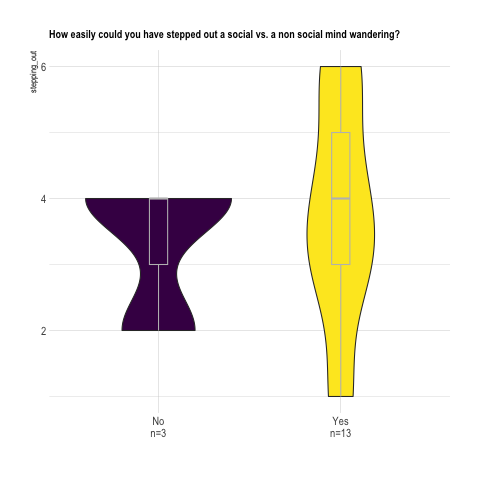 How easily could you have stepped out a social vs. a non social mind wandering?
stepping_out
6
4
2
No
n=3
Yes
n=13